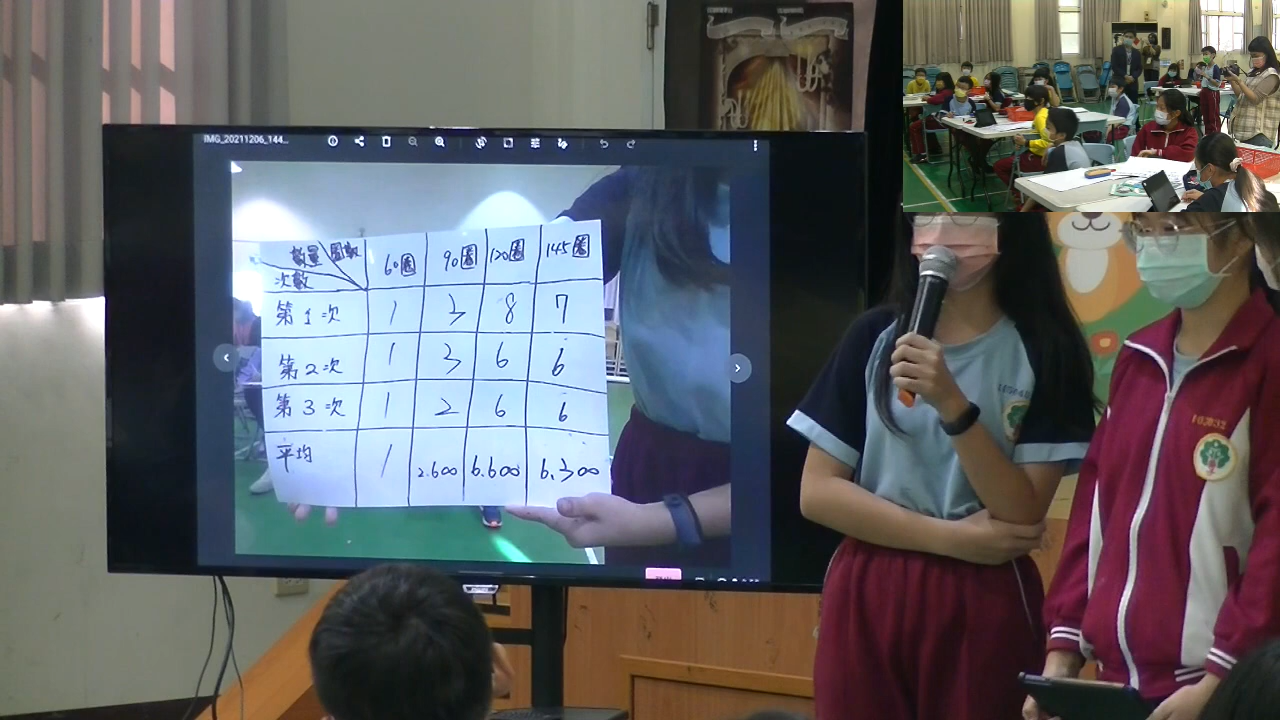 IMG_20211206_144...
數量 圈數
次數
60圈 90圈 120圈 145圈
第1次 1 3 8 7
第2次 1 3 6 6
第3次 1 2 6 6
平均 1 2.600 6.600 6.300